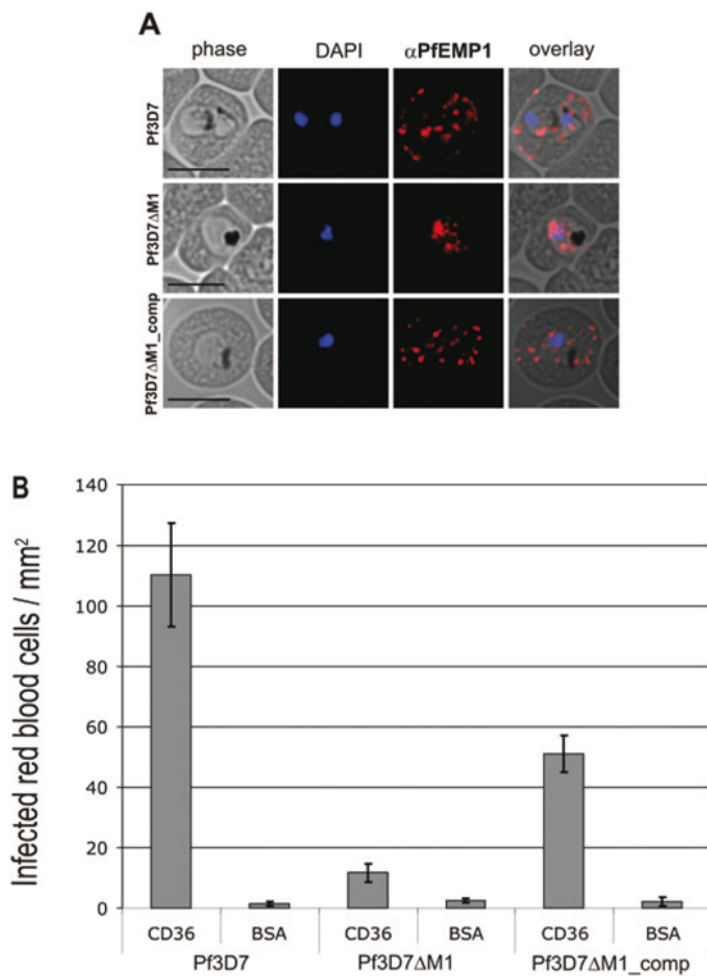 A
phase DAPI αPfEMP1 overlay
Pf3D7
Pf3D7ΔM1
Pf3D7ΔM1_comp
B
Infected red blood cells / mm²
140
120
100
80
60
40
20
0
CD36 BSA CD36 BSA CD36 BSA
Pf3D7 Pf3D7ΔM1 Pf3D7ΔM1_comp